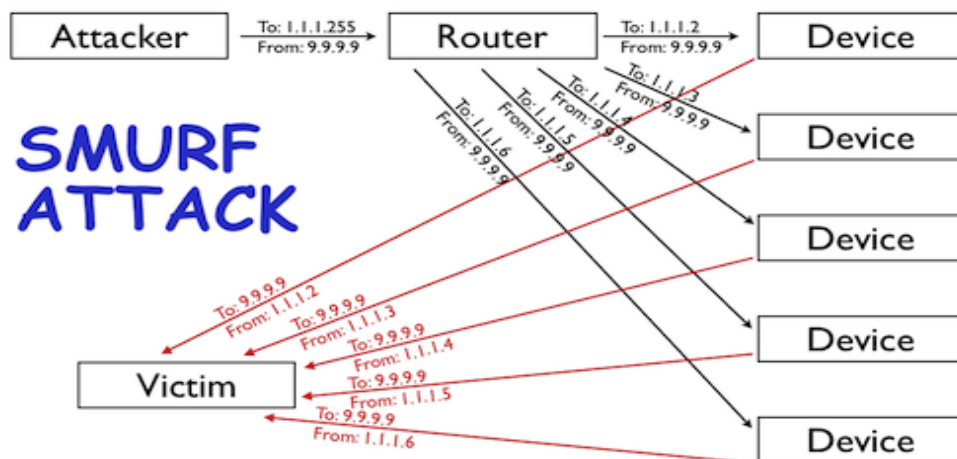 Attacker
To: 1.1.1.255
From: 9.9.9.9
Router
To: 1.1.1.2
From: 9.9.9.9
Device
To: 1.1.1.3
From: 9.9.9.9
To: 1.1.1.4
From: 9.9.9.9
To: 1.1.1.5
From: 9.9.9.9
To: 1.1.1.6
From: 9.9.9.9
Device
SMURF
ATTACK
Device
To: 9.9.9.9
From: 1.1.1.2
To: 9.9.9.9
From: 1.1.1.3
To: 9.9.9.9
From: 1.1.1.4
Device
Victim
To: 9.9.9.9
From: 1.1.1.5
To: 9.9.9.9
From: 1.1.1.6
Device